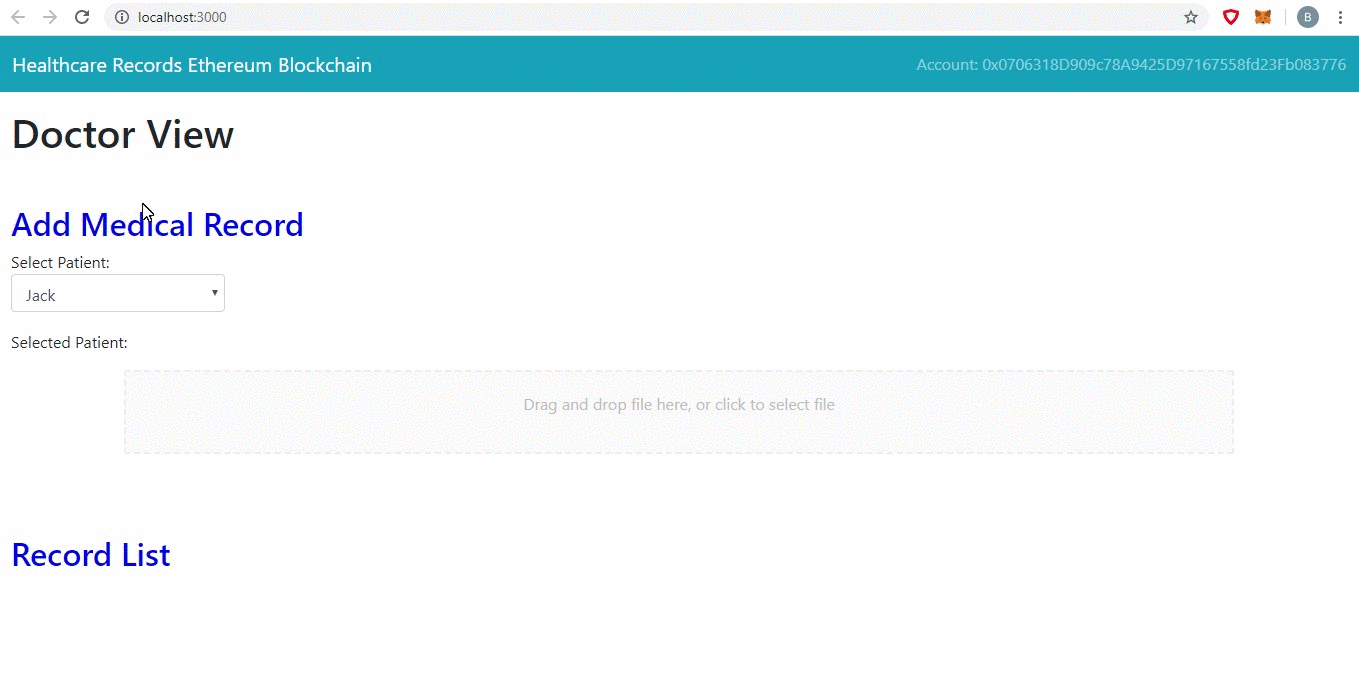 localhost:3000
B
Healthcare Records Ethereum Blockchain
Account: 0x0706318D909c78A9425D97167558fd23Fb083776
Doctor View
Add Medical Record
Select Patient:
Jack
Selected Patient:
Drag and drop file here, or click to select file
Record List